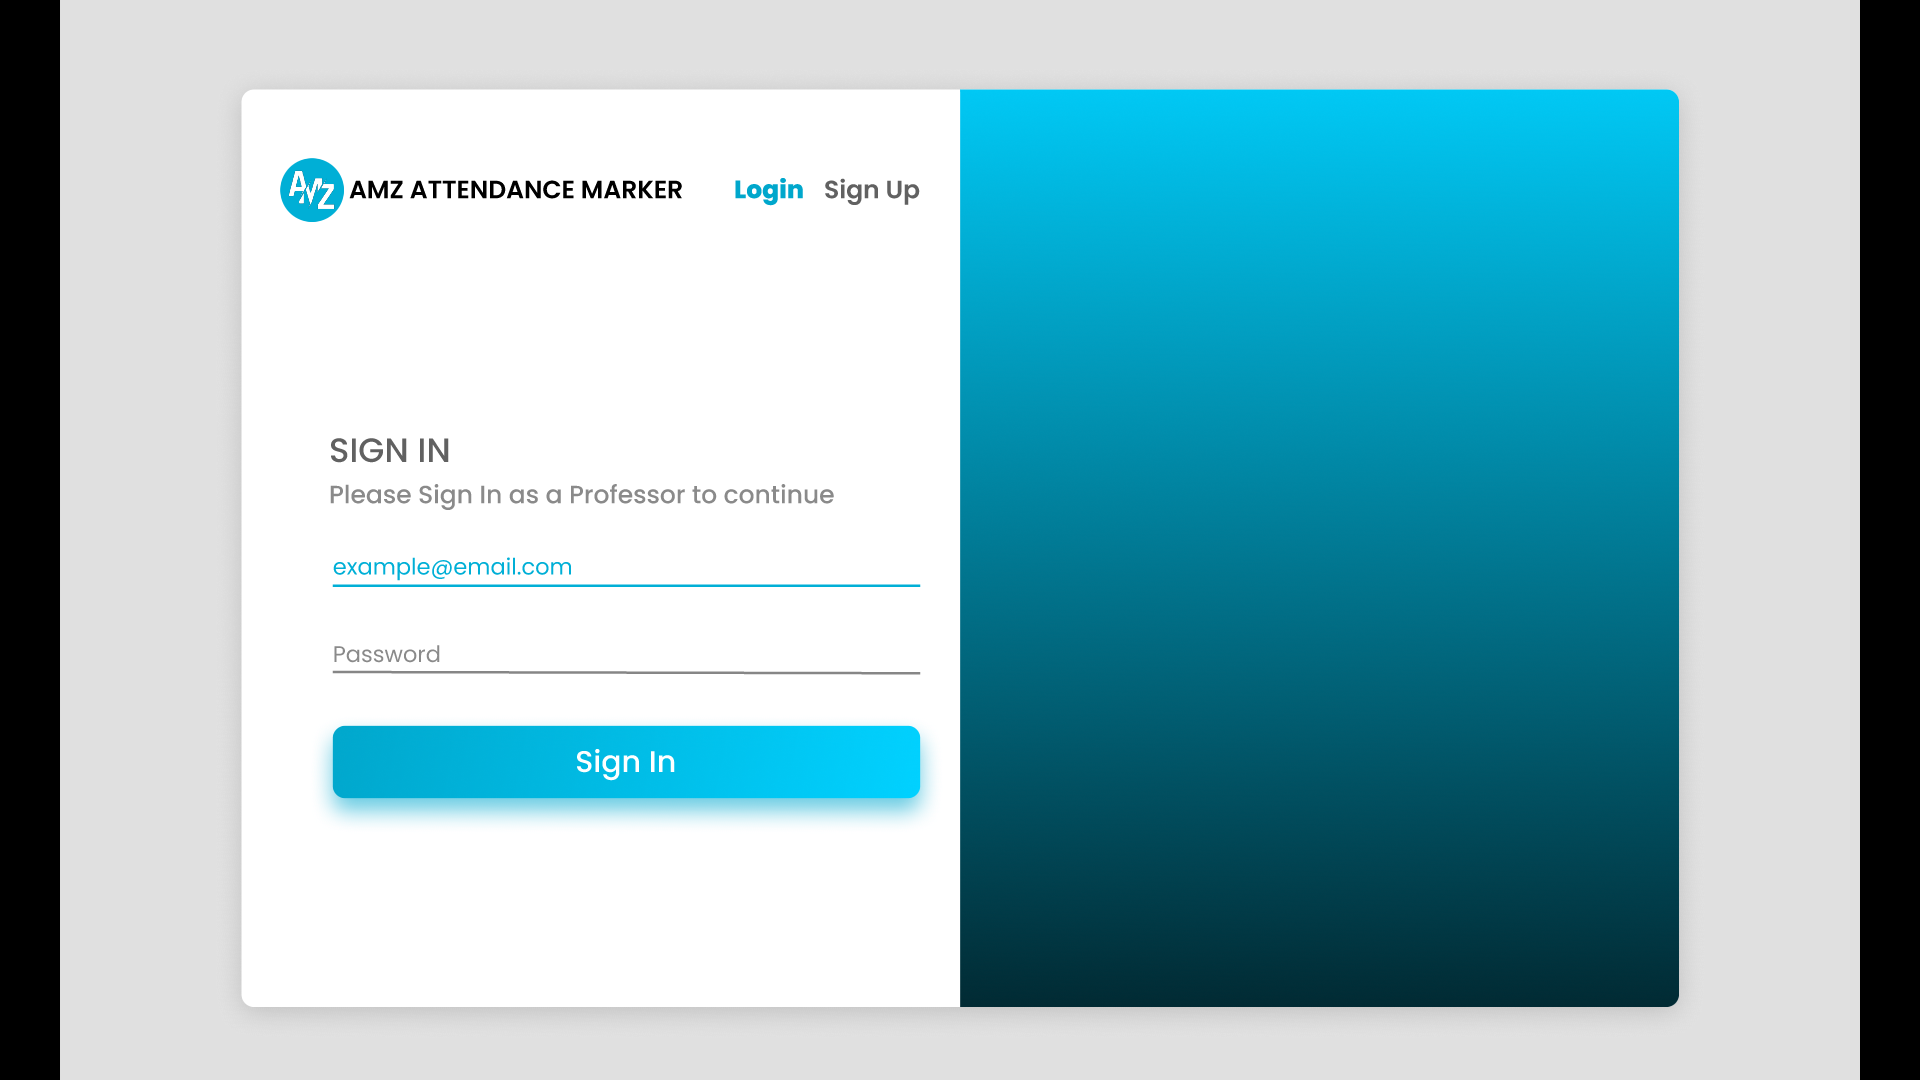 AMZ AMZ ATTENDANCE MARKER Login Sign Up
SIGN IN
Please Sign In as a Professor to continue
example@email.com
Password
Sign In